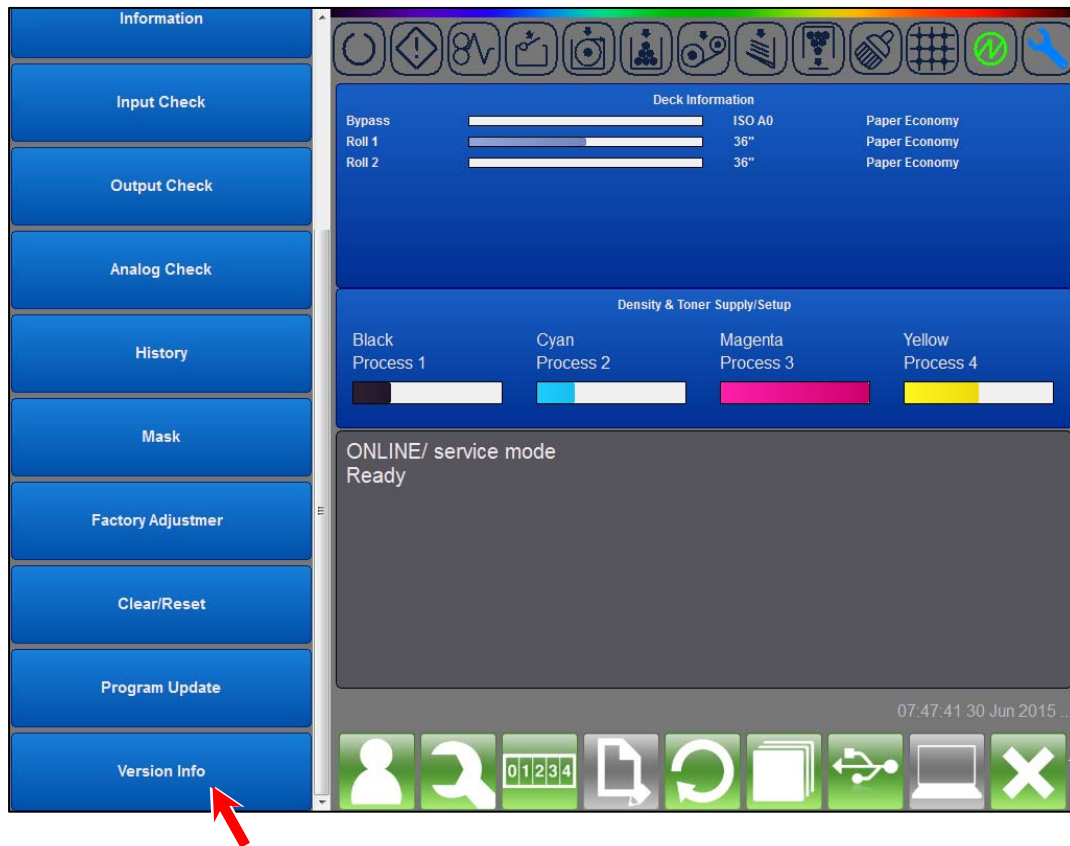 Information
Input Check
Output Check
Analog Check
History
Mask
Factory Adjustmer
Clear/Reset
Program Update
Version Info
Deck Information
Bypass ISO A0 Paper Economy
Roll 1 36" Paper Economy
Roll 2 36" Paper Economy
Density & Toner Supply/Setup
Black Cyan Magenta Yellow
Process 1 Process 2 Process 3 Process 4
ONLINE/ service mode
Ready
07:47:41 30 Jun 2015 ..
01234